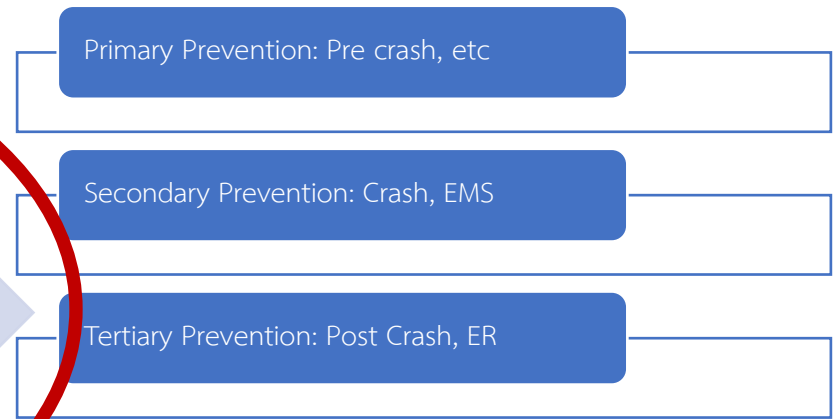 Primary Prevention: Pre crash, etc
Secondary Prevention: Crash, EMS
Tertiary Prevention: Post Crash, ER